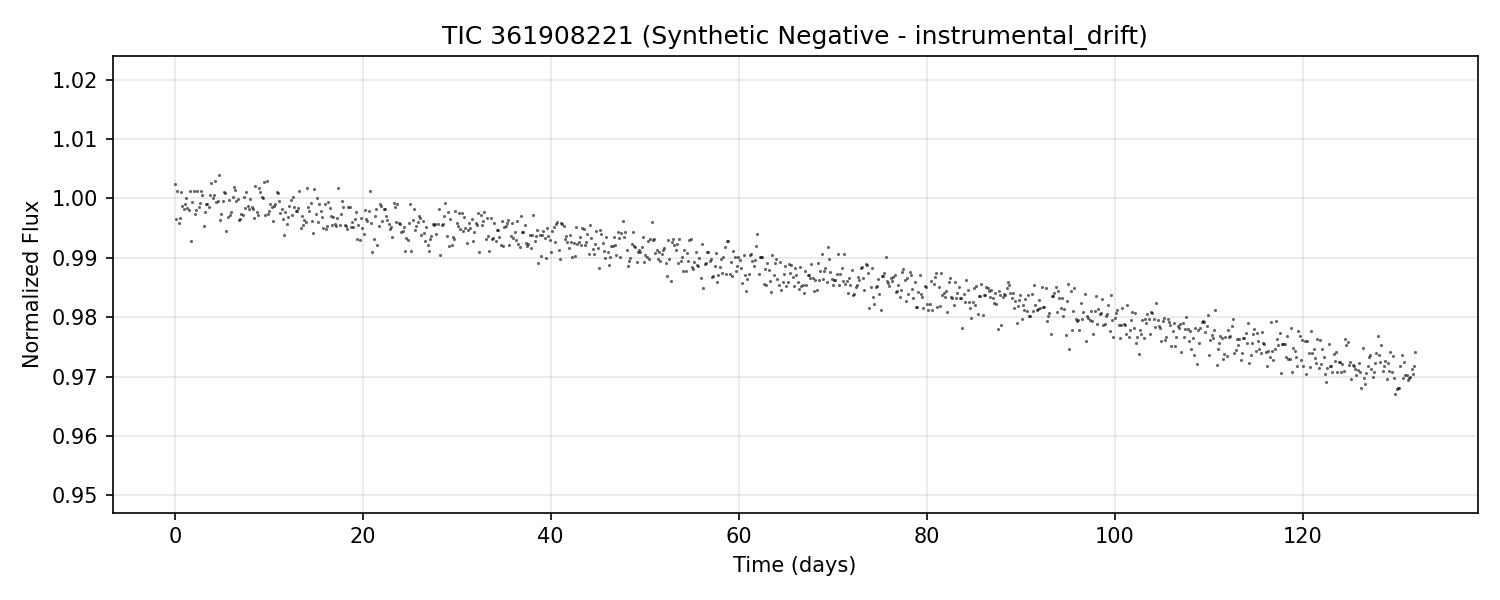 TIC 361908221 (Synthetic Negative - instrumental_drift)
Normalized Flux
1.02
1.01
1.00
0.99
0.98
0.97
0.96
0.95
0 20 40 60 80 100 120
Time (days)